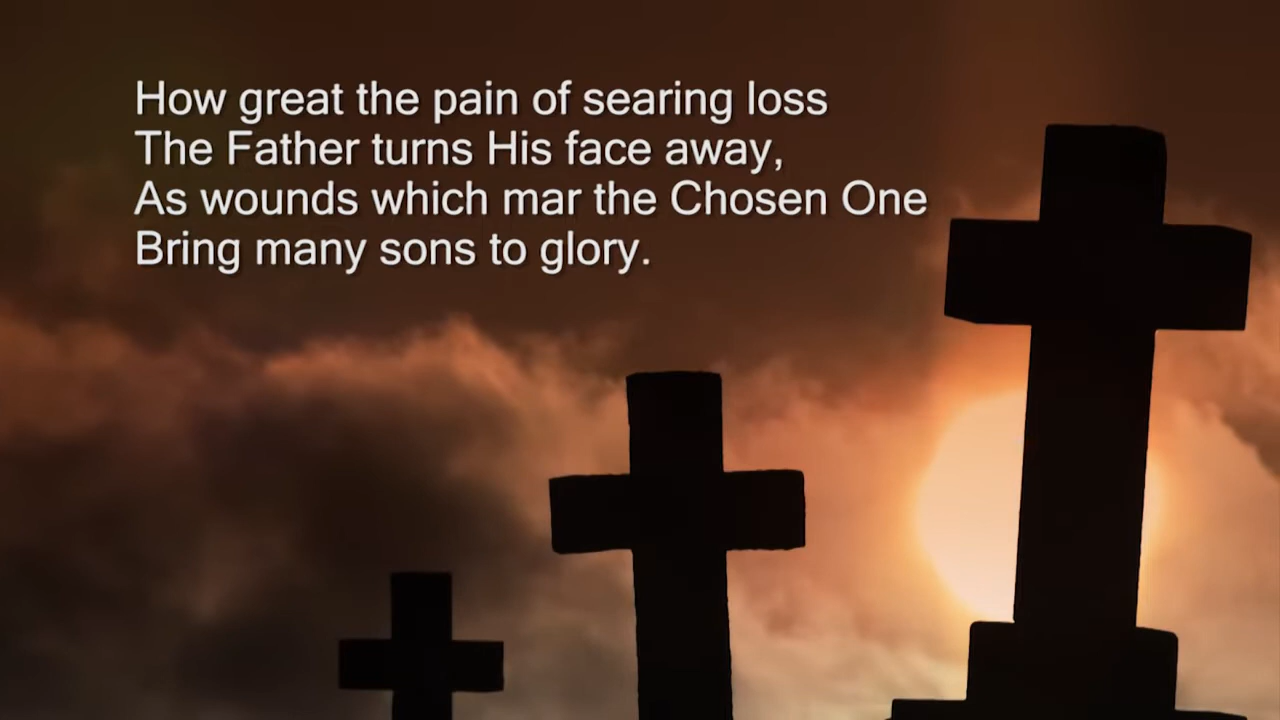 How great the pain of searing loss
The Father turns His face away,
As wounds which mar the Chosen One
Bring many sons to glory.